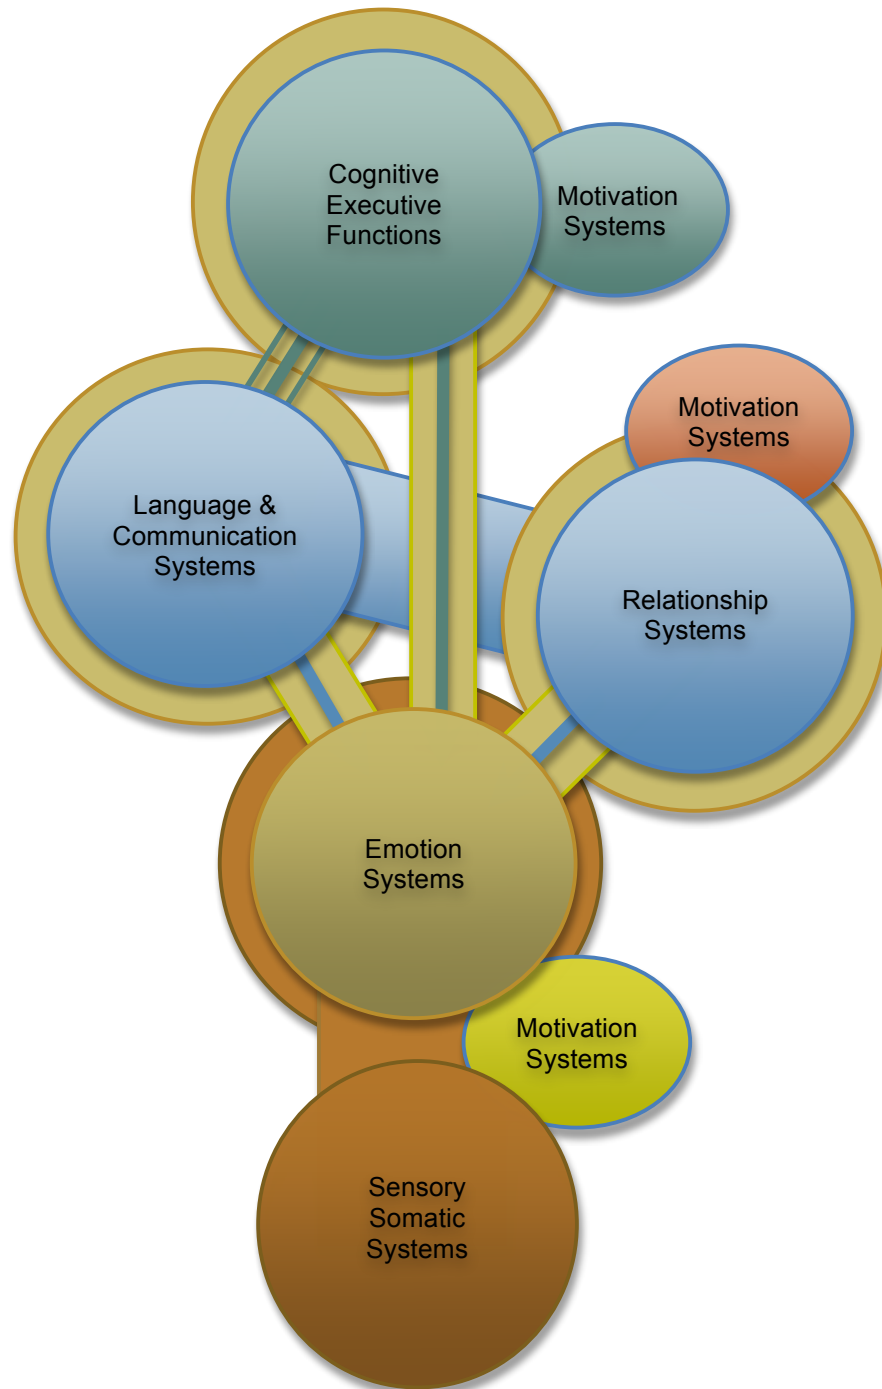 Cognitive
Executive
Functions
Motivation
Systems
Motivation
Systems
Language &
Communication
Systems
Relationship
Systems
Emotion
Systems
Motivation
Systems
Sensory
Somatic
Systems